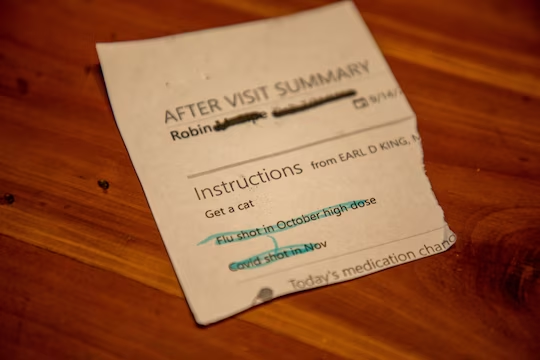 AFTER VISIT SUMMARY
Robin
9/14/
Instructions from EARL D KING, M
Get a cat
Flu shot in October high dose
Covid shot in Nov
Today's medication chang